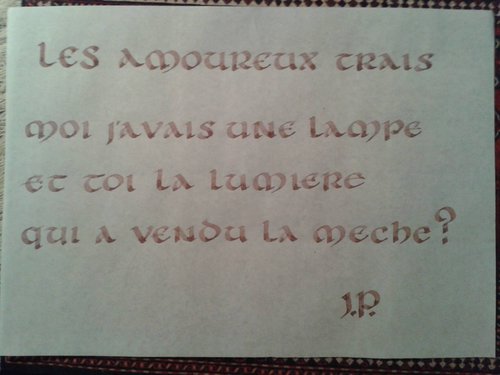 Les amoureux trais
moi j'avais une lampe
et toi la lumiere
qui a vendu la meche?
J.P.